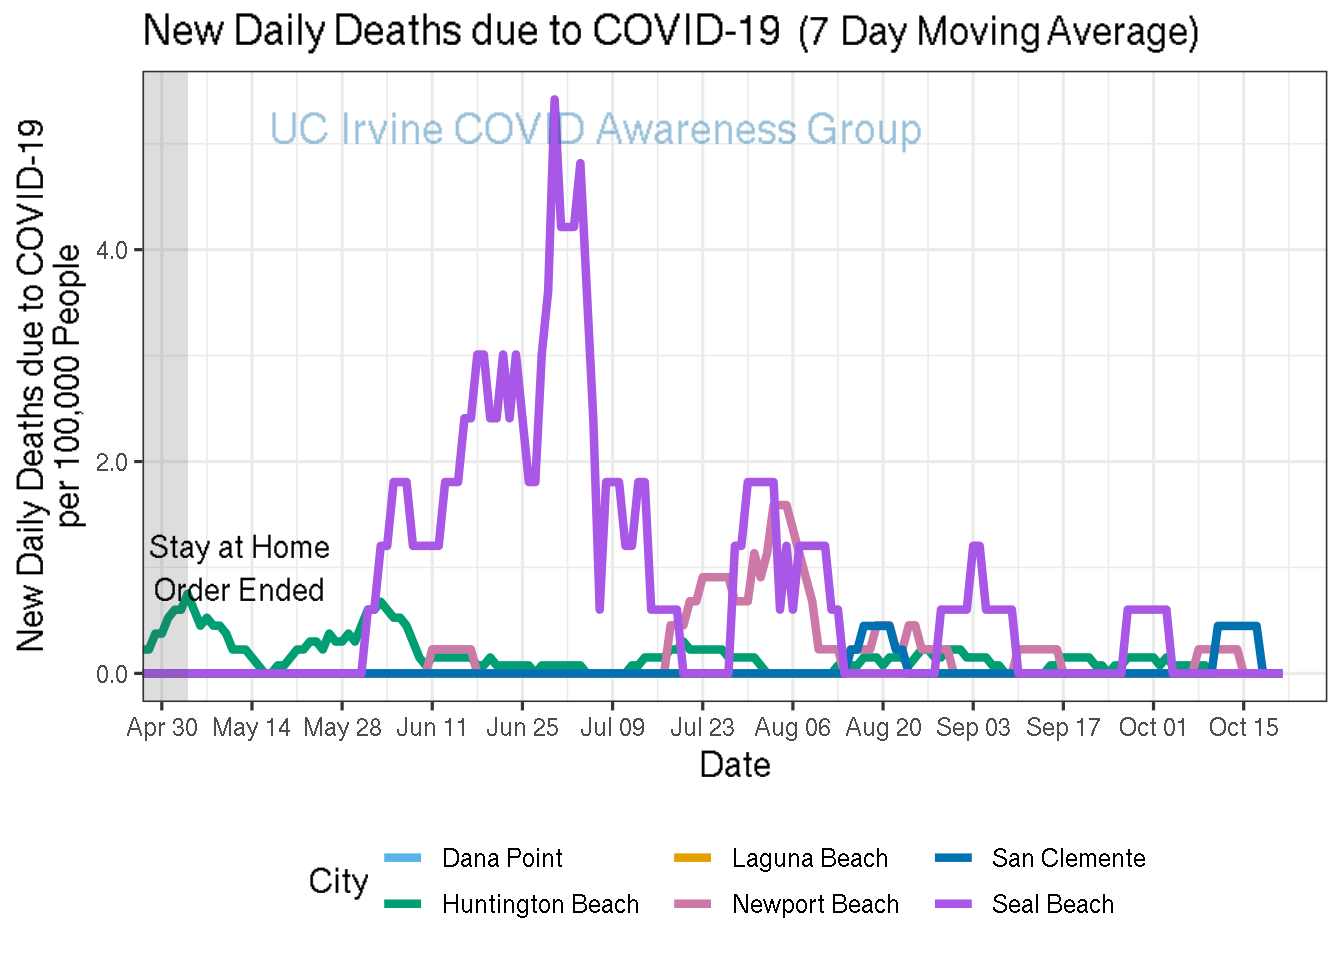 New Daily Deaths due to COVID-19 (7 Day Moving Average)
UC Irvine COVID Awareness Group
New Daily Deaths due to COVID-19
per 100,000 People
4.0
2.0
0.0
Stay at Home
Order Ended
Apr 30 May 14 May 28 Jun 11 Jun 25 Jul 09 Jul 23 Aug 06 Aug 20 Sep 03 Sep 17 Oct 01 Oct 15
Date
City
Dana Point Laguna Beach San Clemente
Huntington Beach Newport Beach Seal Beach